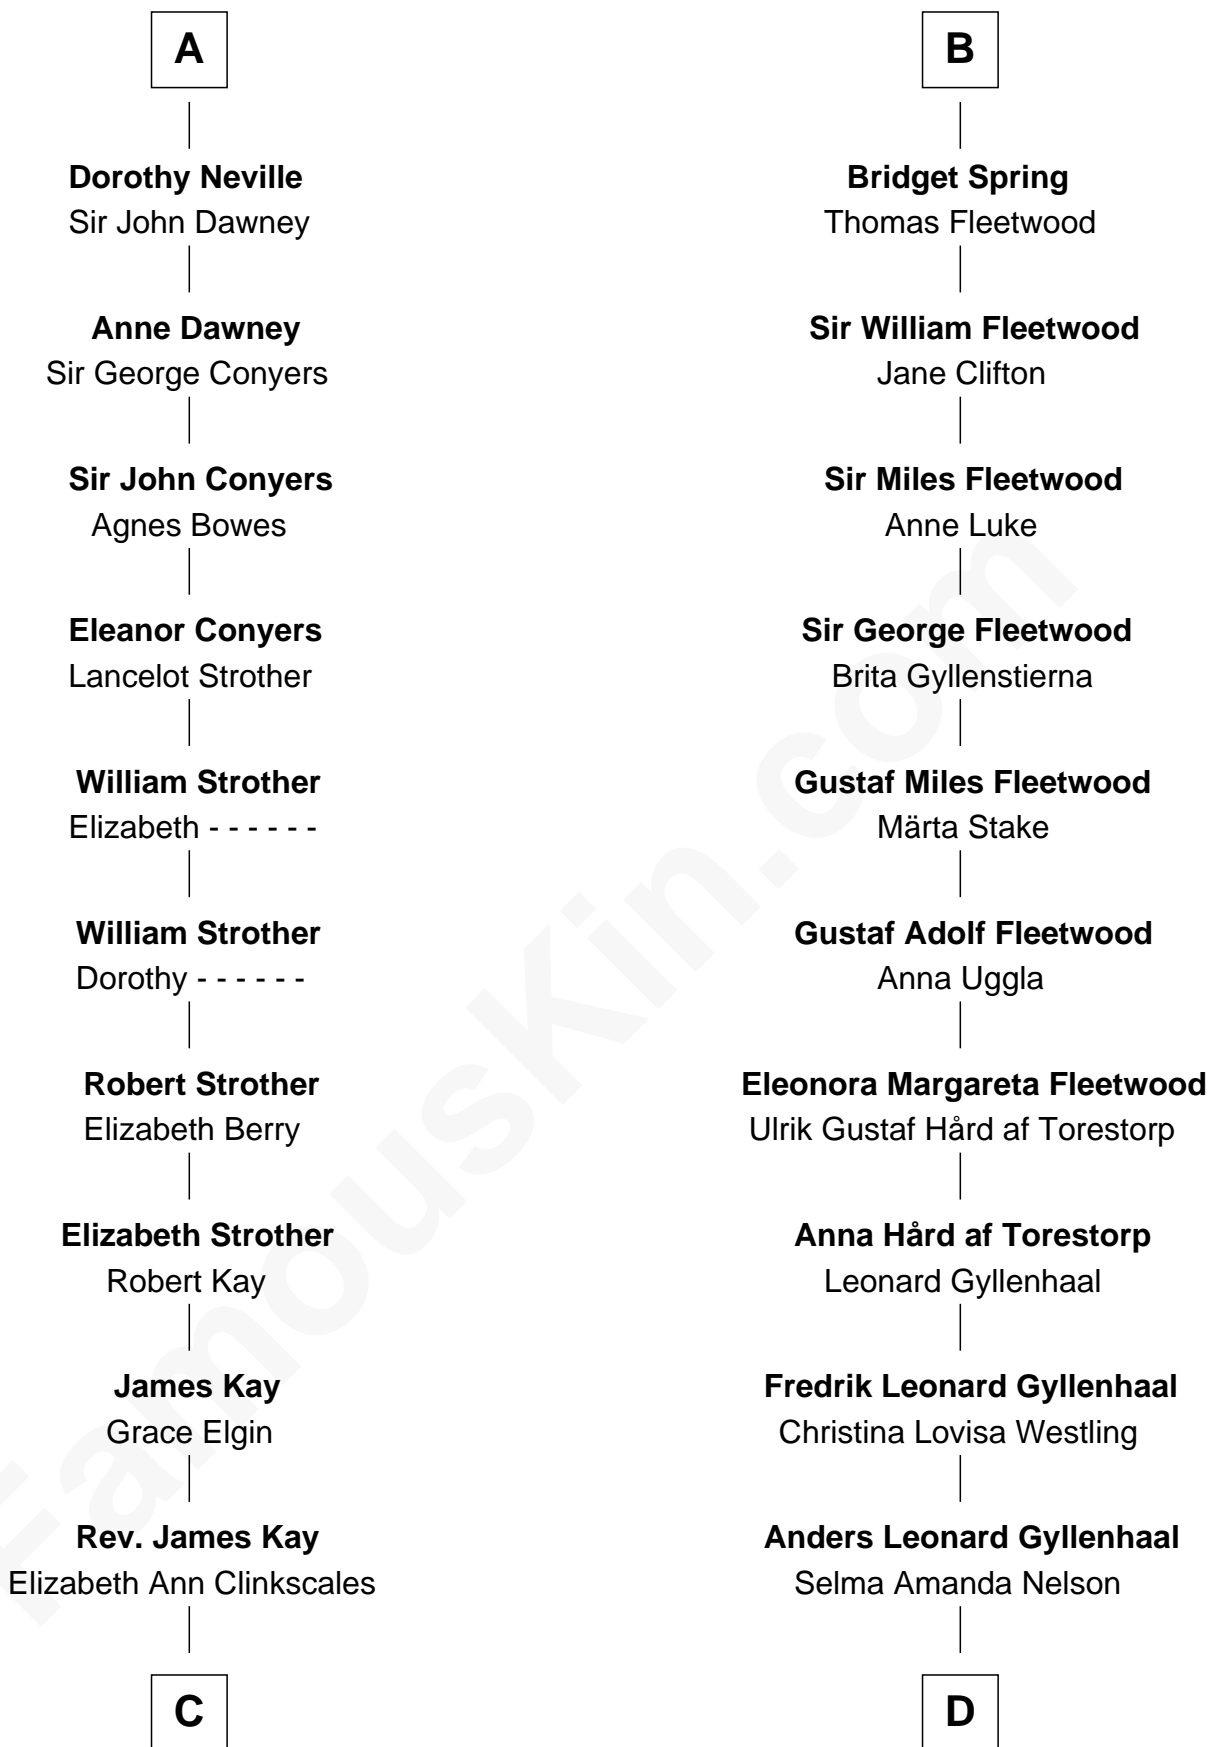 A
Dorothy Neville
Sir John Dawney
Anne Dawney
Sir George Conyers
Sir John Conyers
Agnes Bowes
Eleanor Conyers
Lancelot Strother
William Strother
Elizabeth - - - - - -
William Strother
Dorothy - - - - - -
Robert Strother
Elizabeth Berry
Elizabeth Strother
Robert Kay
James Kay
Grace Elgin
Rev. James Kay
Elizabeth Ann Clinkscales
C
B
Bridget Spring
Thomas Fleetwood
Sir William Fleetwood
Jane Clifton
Sir Miles Fleetwood
Anne Luke
Sir George Fleetwood
Brita Gyllenstierna
Gustaf Miles Fleetwood
Märta Stake
Gustaf Adolf Fleetwood
Anna Uggla
Eleonora Margareta Fleetwood
Ulrik Gustaf Hård af Torestorp
Anna Hård af Torestorp
Leonard Gyllenhaal
Fredrik Leonard Gyllenhaal
Christina Lovisa Westling
Anders Leonard Gyllenhaal
Selma Amanda Nelson
D
FamousKin.com